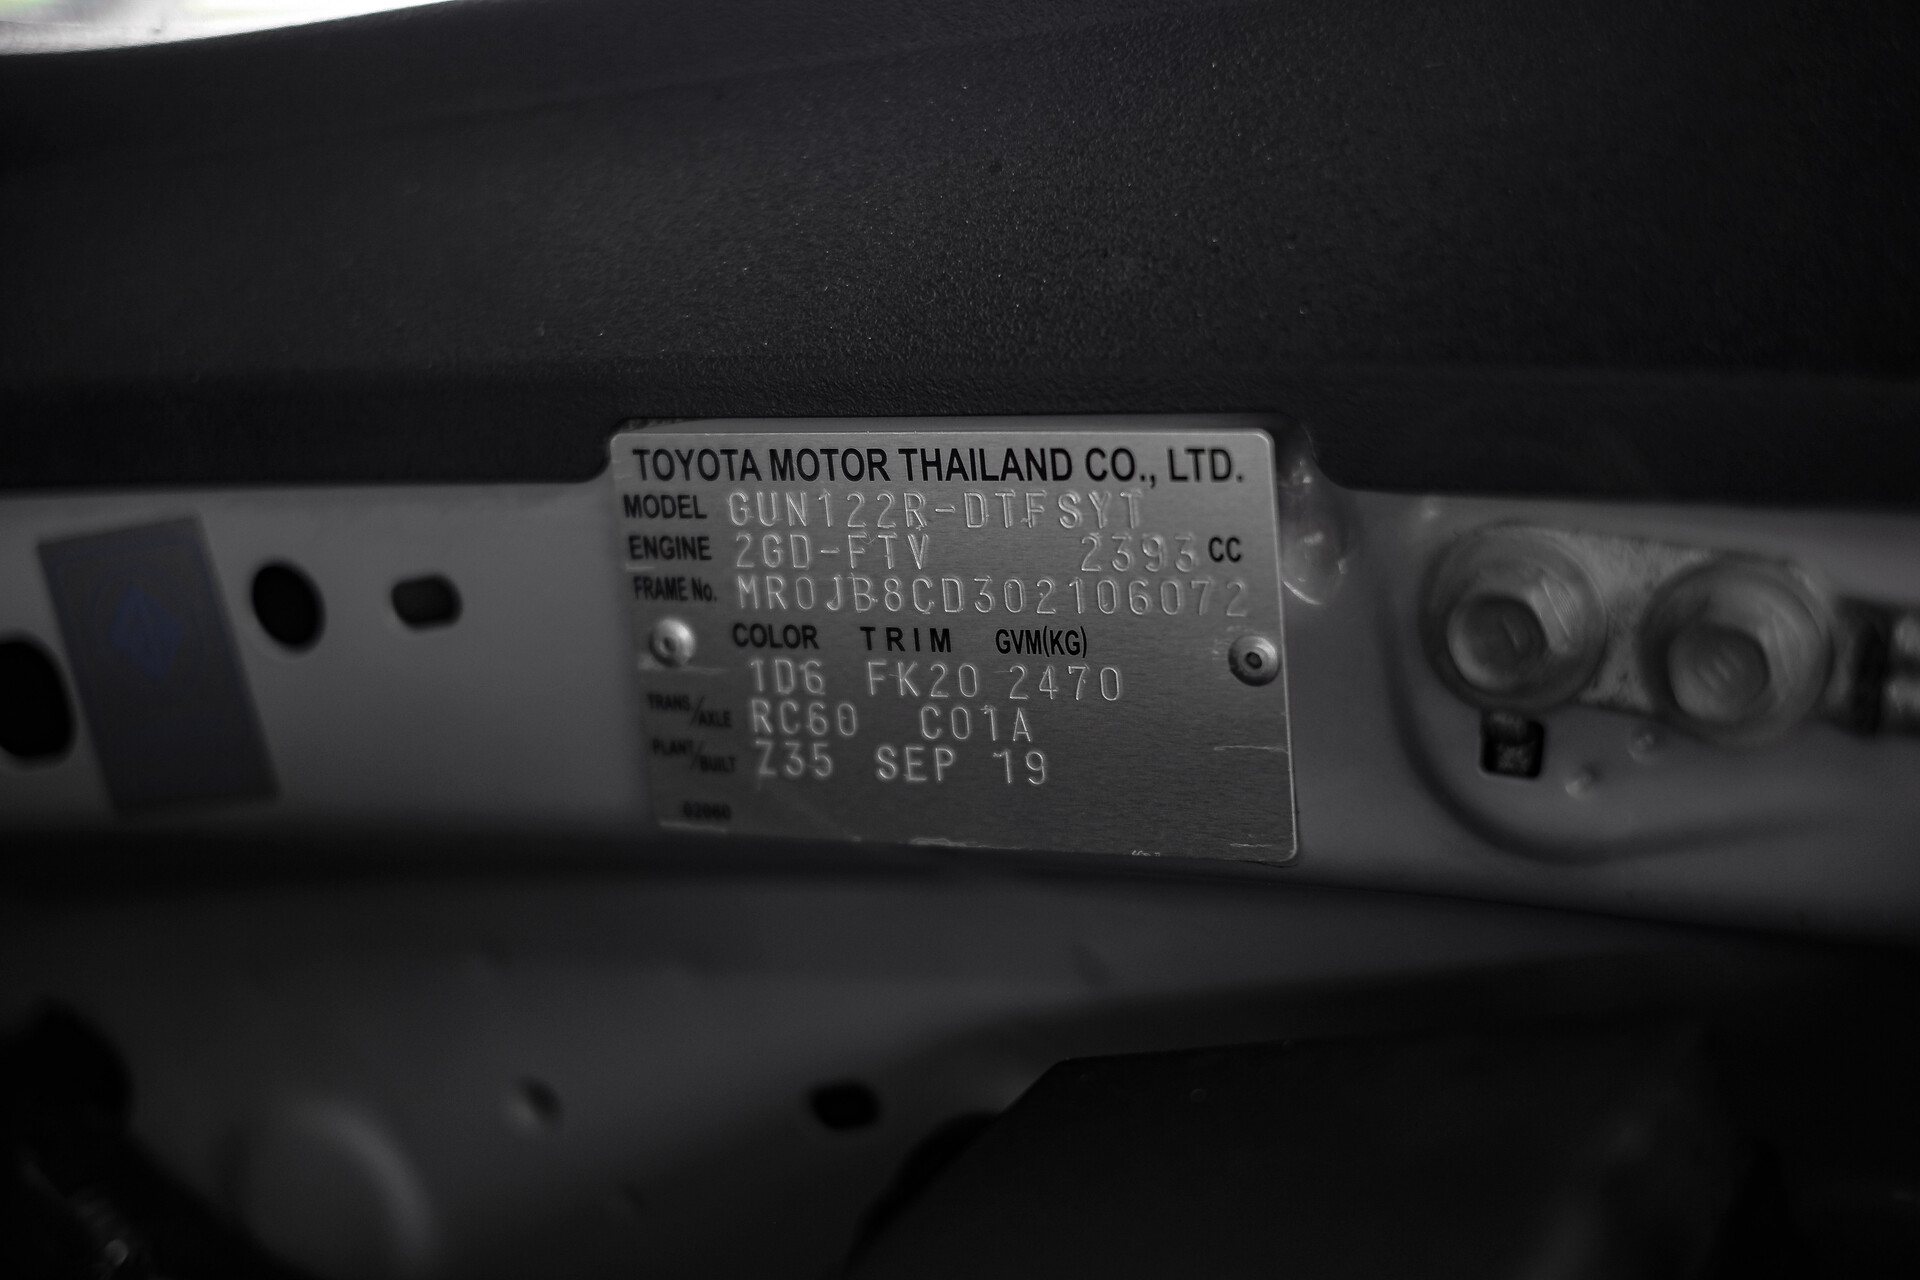 TOYOTA MOTOR THAILAND CO., LTD.
MODEL GUN122R-DTFSYT
ENGINE 2GD-FTV 2393 CC
FRAME No. MR0JB8CD302106072
COLOR TRIM GVM(KG)
1D6 FK20 2470
TRANS/AXLE RC60 C01A
PLANT/BUILT Z35 SEP 19